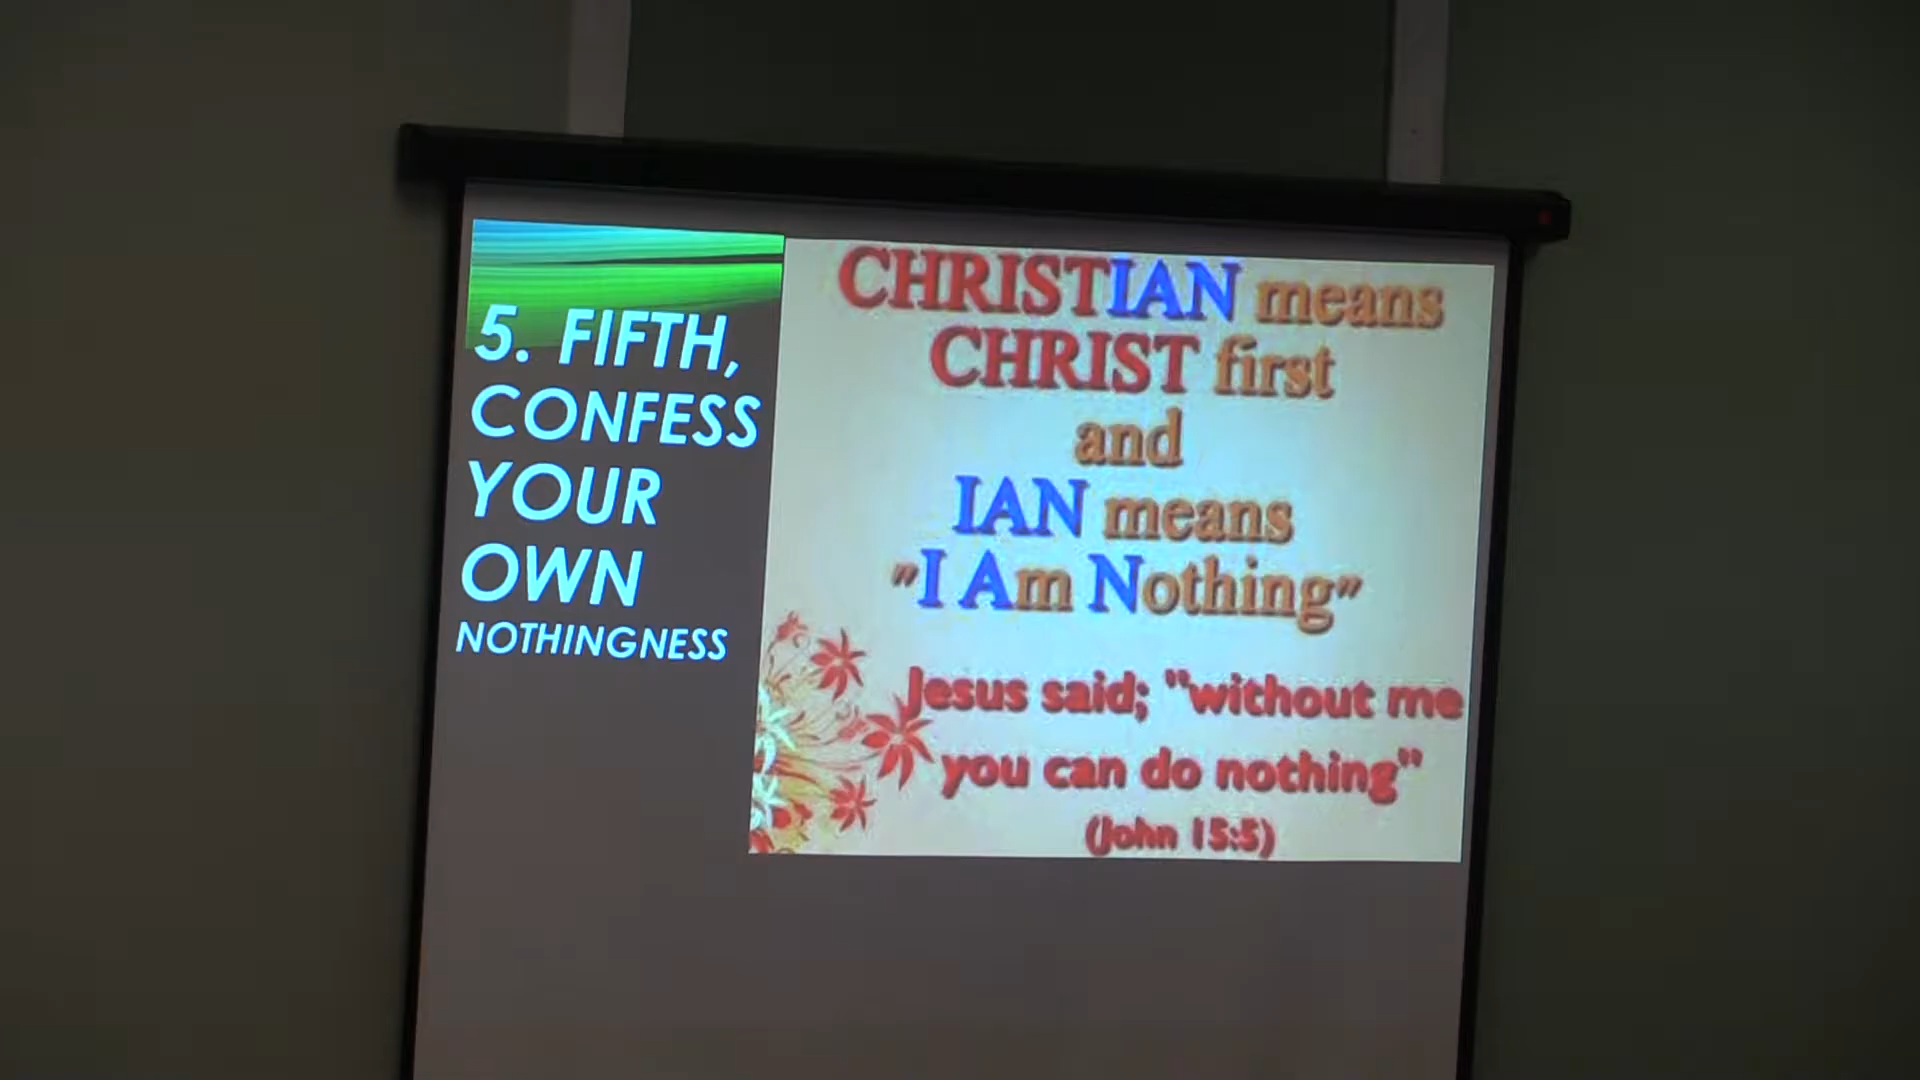 5. FIFTH,
CONFESS
YOUR
OWN
NOTHINGNESS
CHRISTIAN means
CHRIST first
and
IAN means
"I Am Nothing"
Jesus said; "without me
you can do nothing"
(John 15:5)